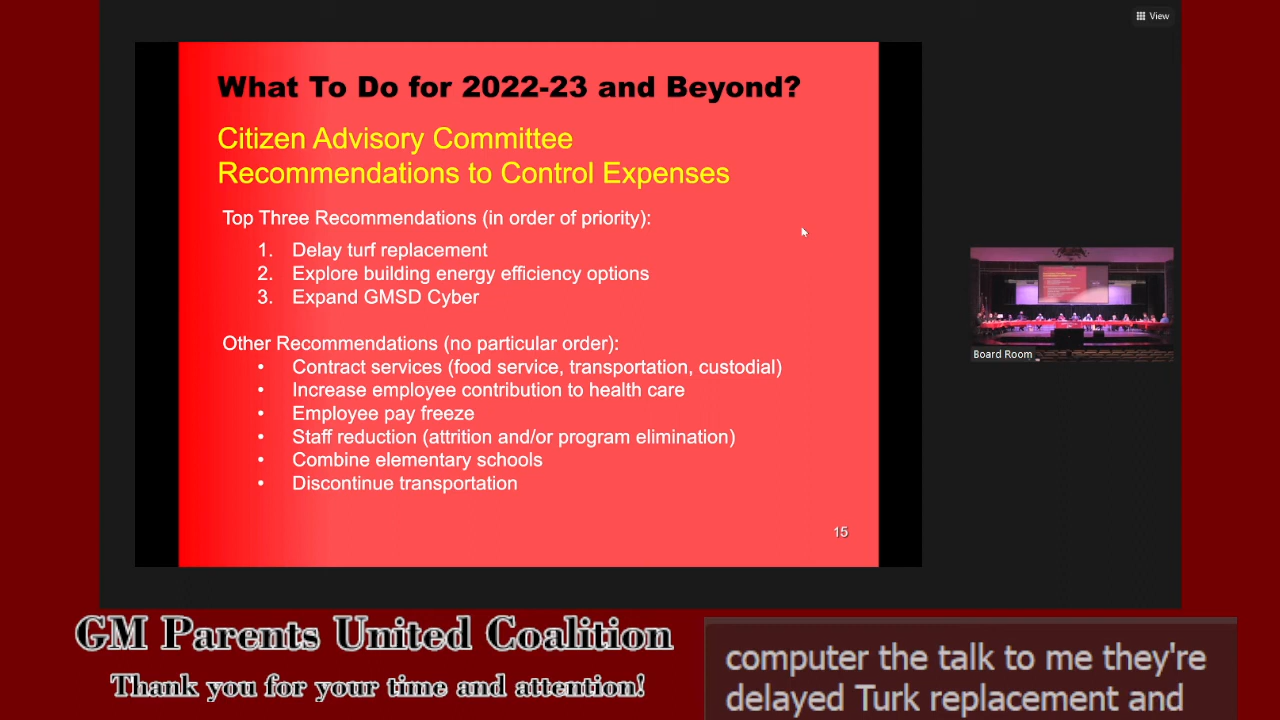 View
What To Do for 2022-23 and Beyond?
Citizen Advisory Committee
Recommendations to Control Expenses
Top Three Recommendations (in order of priority):
1. Delay turf replacement
2. Explore building energy efficiency options
3. Expand GMSD Cyber
Other Recommendations (no particular order):
• Contract services (food service, transportation, custodial)
• Increase employee contribution to health care
• Employee pay freeze
• Staff reduction (attrition and/or program elimination)
• Combine elementary schools
• Discontinue transportation
15
Board Room
GM Parents United Coalition
Thank you for your time and attention!
computer the talk to me they're
delayed Turk replacement and